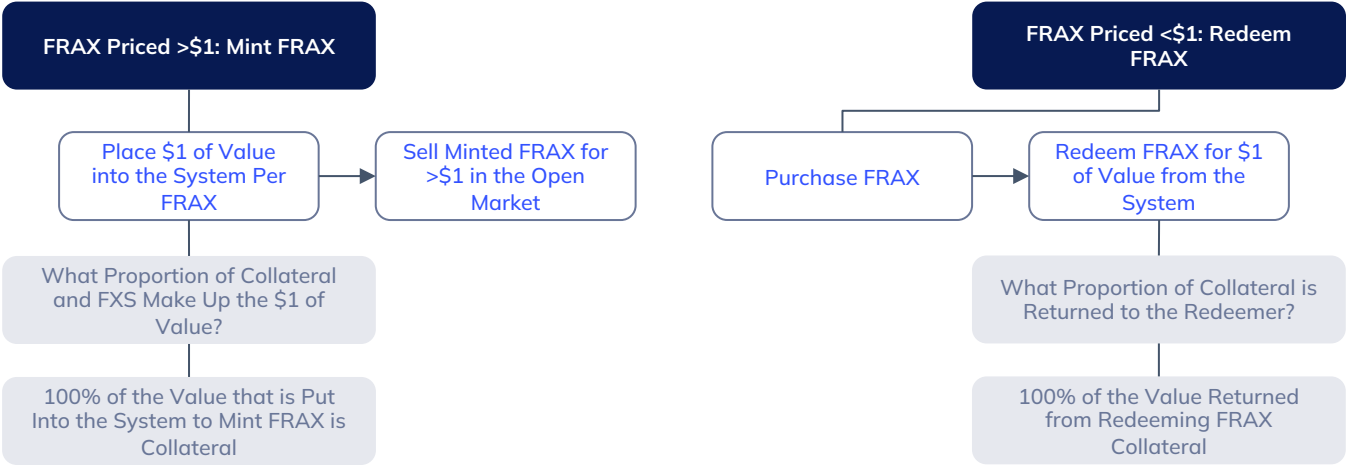 FRAX Priced >$1: Mint FRAX
Place $1 of Value
into the System Per
FRAX
Sell Minted FRAX for
>$1 in the Open
Market
What Proportion of Collateral
and FXS Make Up the $1 of
Value?
100% of the Value that is Put
Into the System to Mint FRAX is
Collateral
FRAX Priced <$1: Redeem
FRAX
Purchase FRAX
Redeem FRAX for $1
of Value from the
System
What Proportion of Collateral is
Returned to the Redeemer?
100% of the Value Returned
from Redeeming FRAX
Collateral